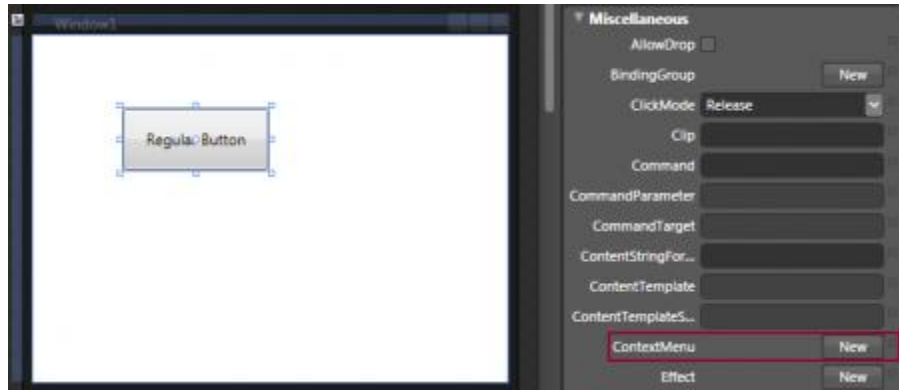 Window1
Regular Button
Miscellaneous
AllowDrop
BindingGroup New
ClickMode Release
Clip
Command
CommandParameter
CommandTarget
ContentStringFor...
ContentTemplate
ContentTemplateS...
ContextMenu New
Effect New